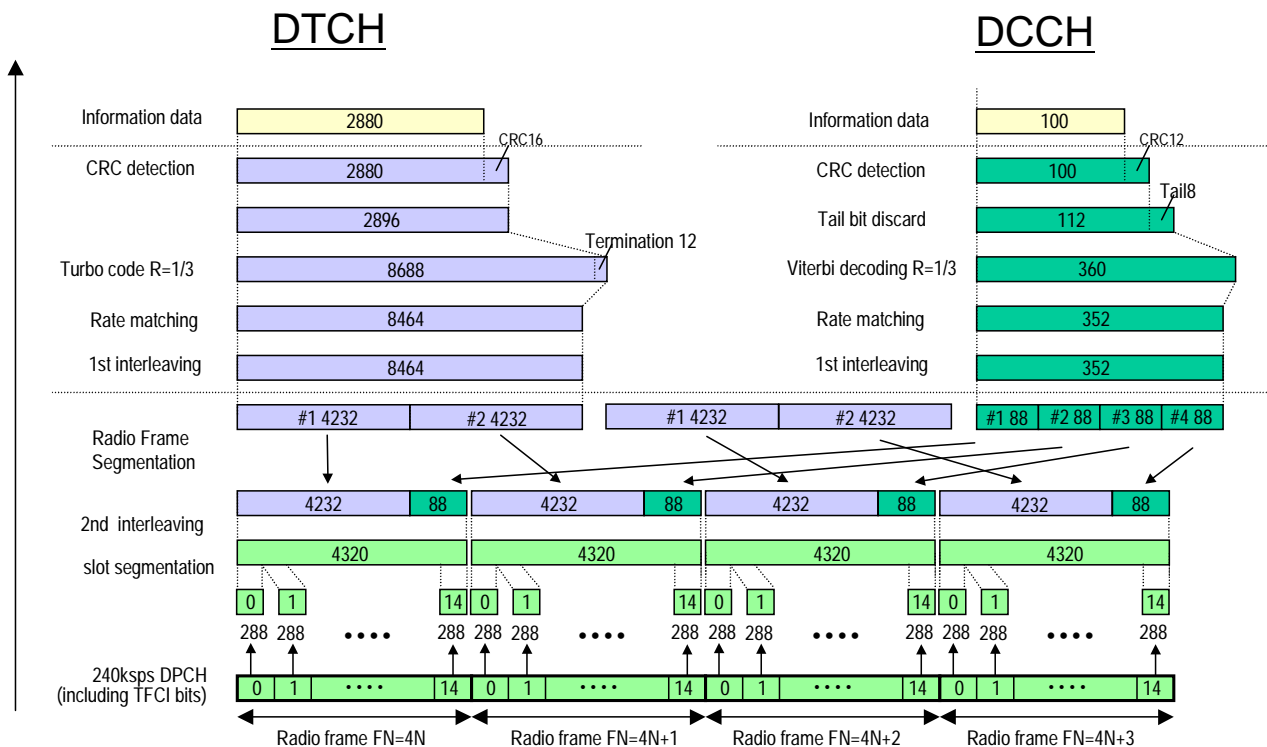 DTCH DCCH
Information data 2880 Information data 100
CRC16 CRC12
CRC detection 2880 CRC detection 100
Tail8
2896 Tail bit discard 112
Termination 12
Turbo code R=1/3 8688 Viterbi decoding R=1/3 360
Rate matching 8464 Rate matching 352
1st interleaving 8464 1st interleaving 352
#1 4232 #2 4232 #1 4232 #2 4232 #1 88 #2 88 #3 88 #4 88
Radio Frame
Segmentation
4232 88 4232 88 4232 88 4232 88
2nd interleaving
4320 4320 4320 4320
slot segmentation
0 1 14 0 1 14 0 1 14 0 1 14
288 288 •••• 288 288 288 •••• 288 288 288 •••• 288 288 288 •••• 288
240ksps DPCH
(including TFCI bits)
0 1 •••• 14 0 1 •••• 14 0 1 •••• 14 0 1 •••• 14
Radio frame FN=4N Radio frame FN=4N+1 Radio frame FN=4N+2 Radio frame FN=4N+3